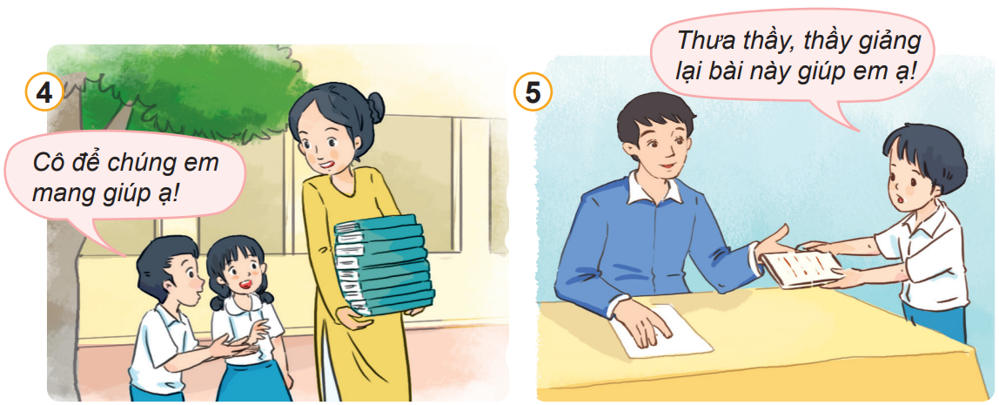 4
Cô để chúng em
mang giúp ạ!
5
Thưa thầy, thầy giảng
lại bài này giúp em ạ!